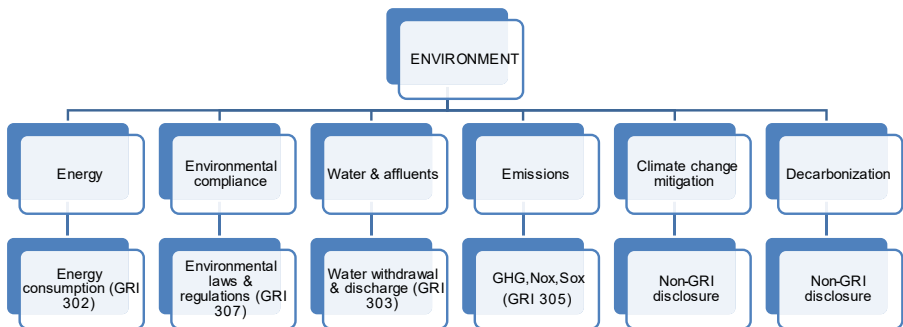 ENVIRONMENT
Energy
Environmental
compliance
Water & affluents
Emissions
Climate change
mitigation
Decarbonization
Energy
consumption (GRI
302)
Environmental
laws &
regulations (GRI
307)
Water withdrawal
& discharge (GRI
303)
GHG,Nox,Sox
(GRI 305)
Non-GRI
disclosure
Non-GRI
disclosure